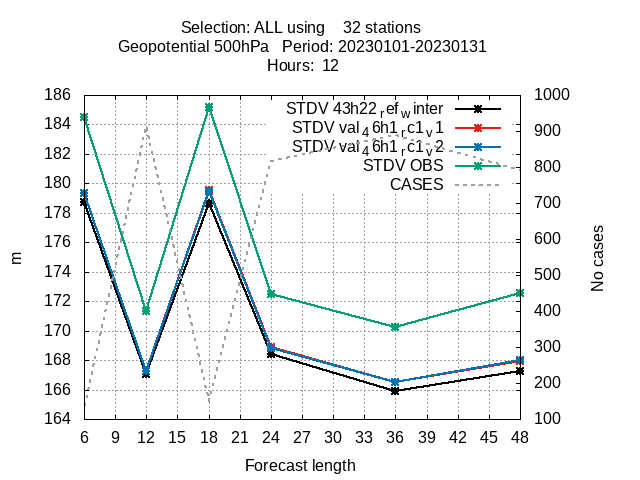 Selection: ALL using    32 stations
Geopotential 500hPa   Period: 20230101-20230131
Hours:  12
STDV 43h22refwinter
STDV val46h1rc1v1
STDV val46h1rc1v2
STDV OBS
CASES
186
184
182
180
178
176
174
172
170
168
166
164
m
1000
900
800
700
600
500
400
300
200
100
No cases
6 9 12 15 18 21 24 27 30 33 36 39 42 45 48
Forecast length